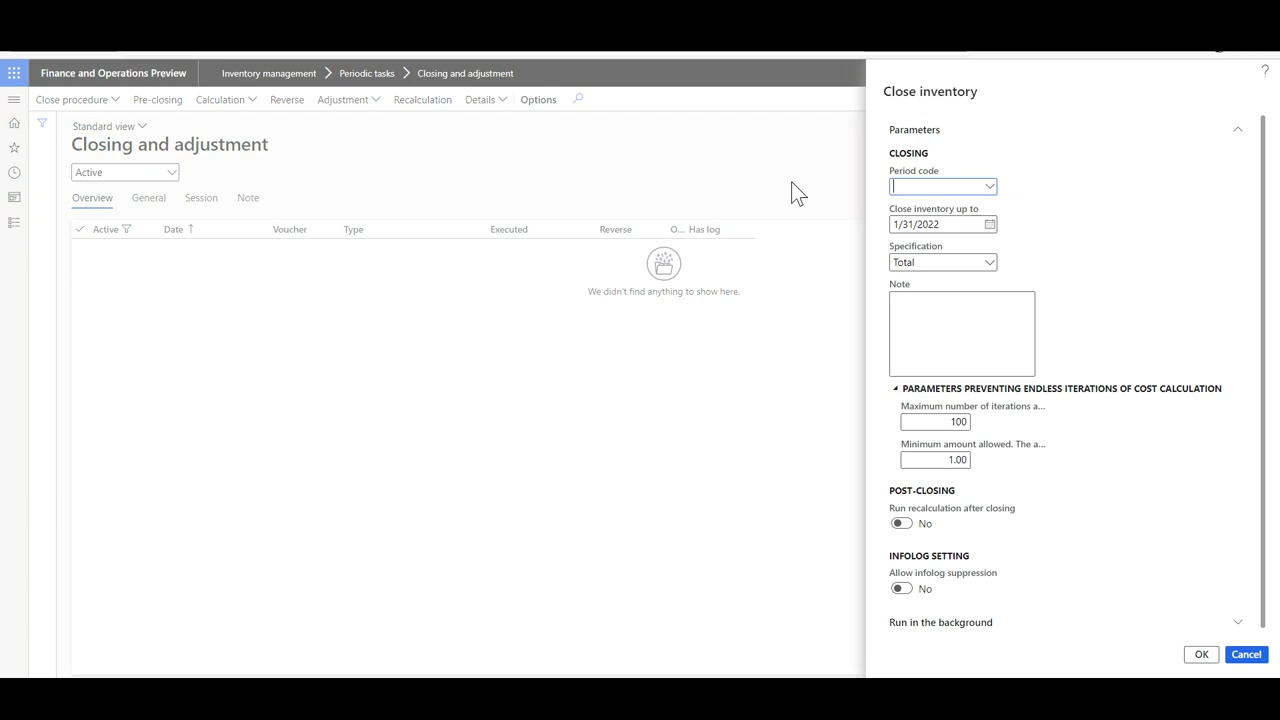 Finance and Operations Preview
Inventory management > Periodic tasks > Closing and adjustment
?
Close procedure Pre-closing Calculation Reverse Adjustment Recalculation Details Options
Standard view
Closing and adjustment
Active
Overview General Session Note
Active Date ↑ Voucher Type Executed Reverse O... Has log
We didn't find anything to show here.
Close inventory
Parameters
CLOSING
Period code
Close inventory up to
1/31/2022
Specification
Total
Note
PARAMETERS PREVENTING ENDLESS ITERATIONS OF COST CALCULATION
Maximum number of iterations a...
100
Minimum amount allowed. The a...
1.00
POST-CLOSING
Run recalculation after closing
No
INFOLOG SETTING
Allow infolog suppression
No
Run in the background
OK Cancel